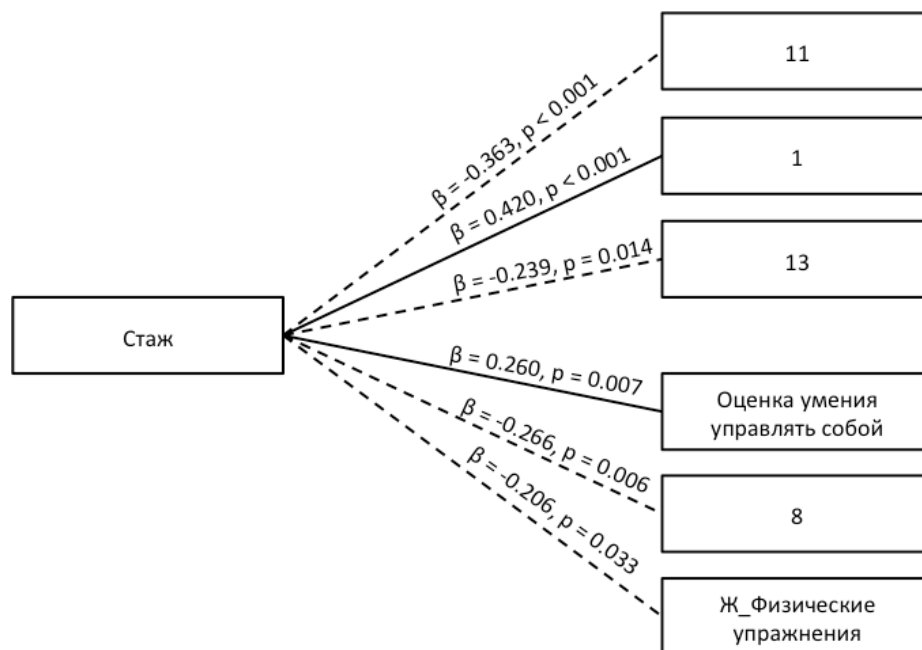 11
β = -0.363, p < 0.001
1
β = 0.420, p < 0.001
13
β = -0.239, p = 0.014
Стаж
β = 0.260, p = 0.007
Оценка умения
управлять собой
β = -0.266, p = 0.006
8
β = -0.206, p = 0.033
Ж_Физические
упражнения